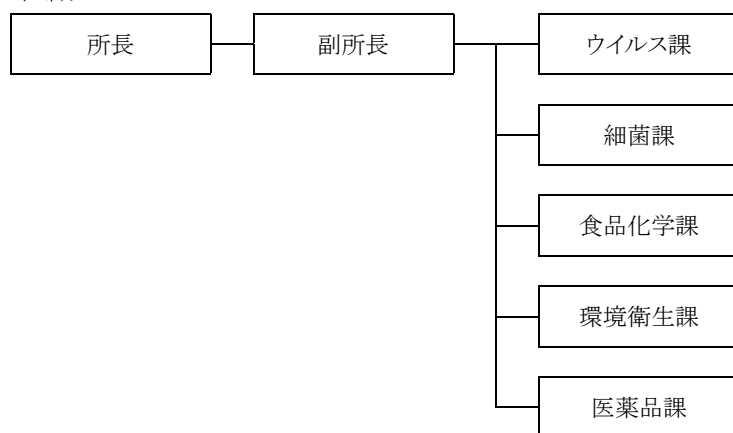 所長 副所長 ウイルス課
細菌課
食品化学課
環境衛生課
医薬品課